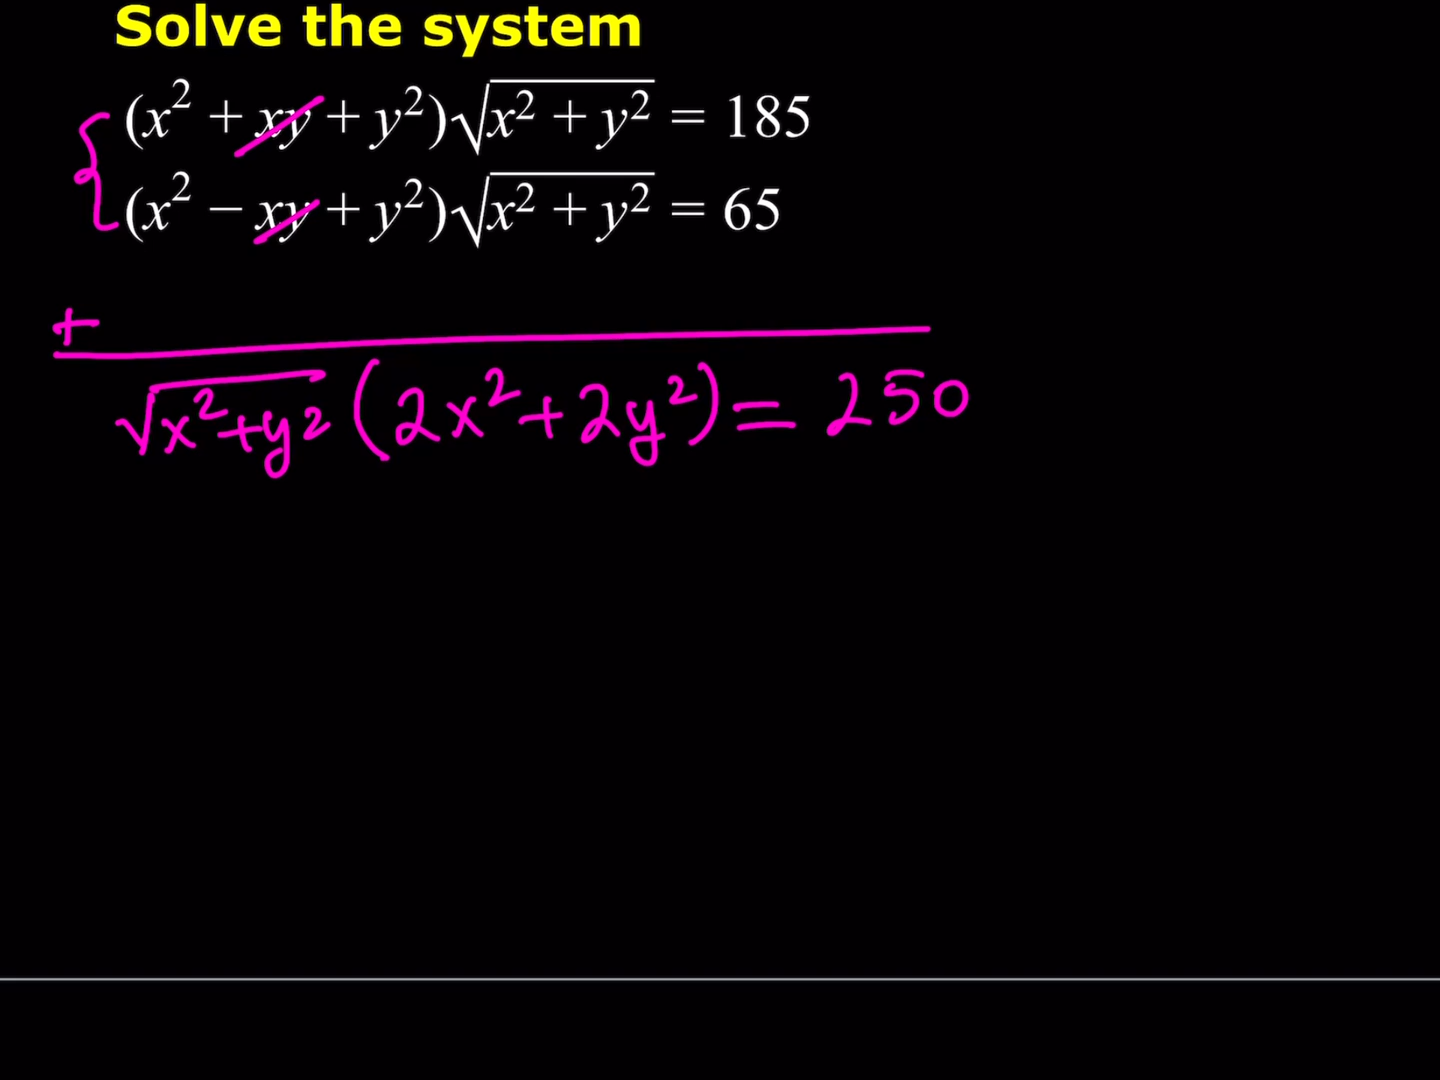 Solve the system
(x² + xy + y²)√(x² + y²) = 185
(x² − xy + y²)√(x² + y²) = 65
+
√(x²+y²) (2x²+2y²) = 250